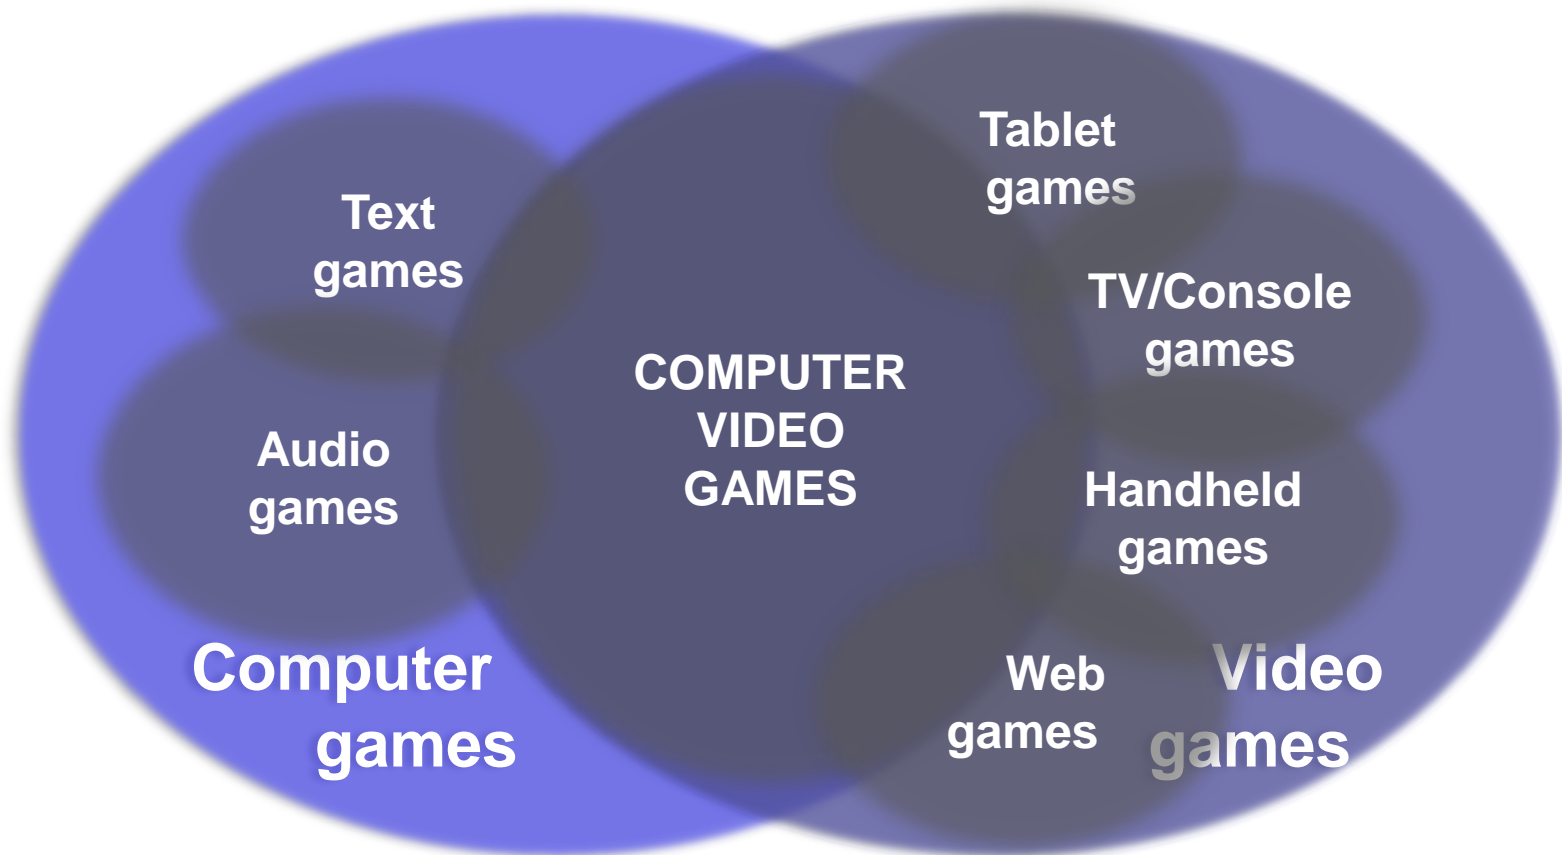 Text
games
Audio
games
Computer
games
COMPUTER
VIDEO
GAMES
Tablet
games
TV/Console
games
Handheld
games
Web
games
Video
games